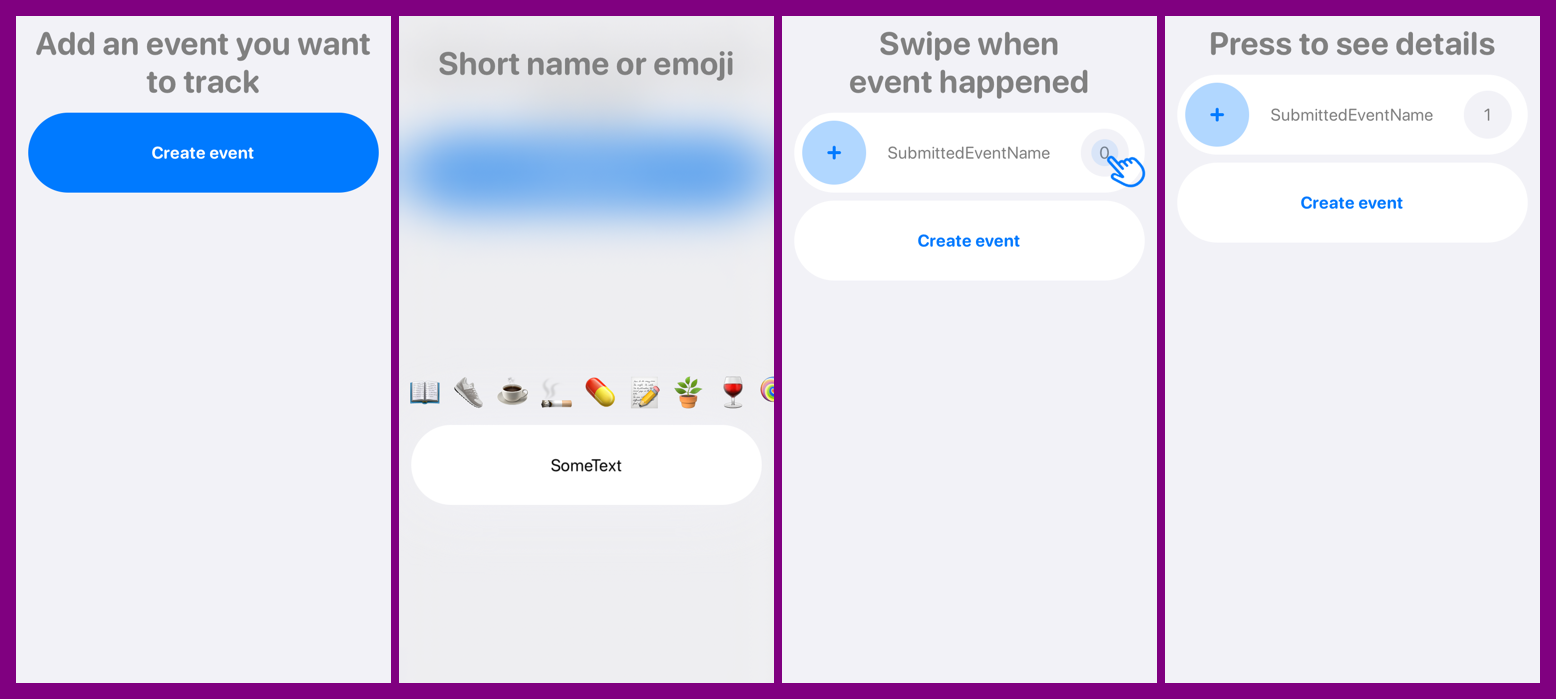 Add an event you want
to track
Create event
Short name or emoji
SomeText
Swipe when
event happened
+ SubmittedEventName 0
Create event
Press to see details
+ SubmittedEventName 1
Create event